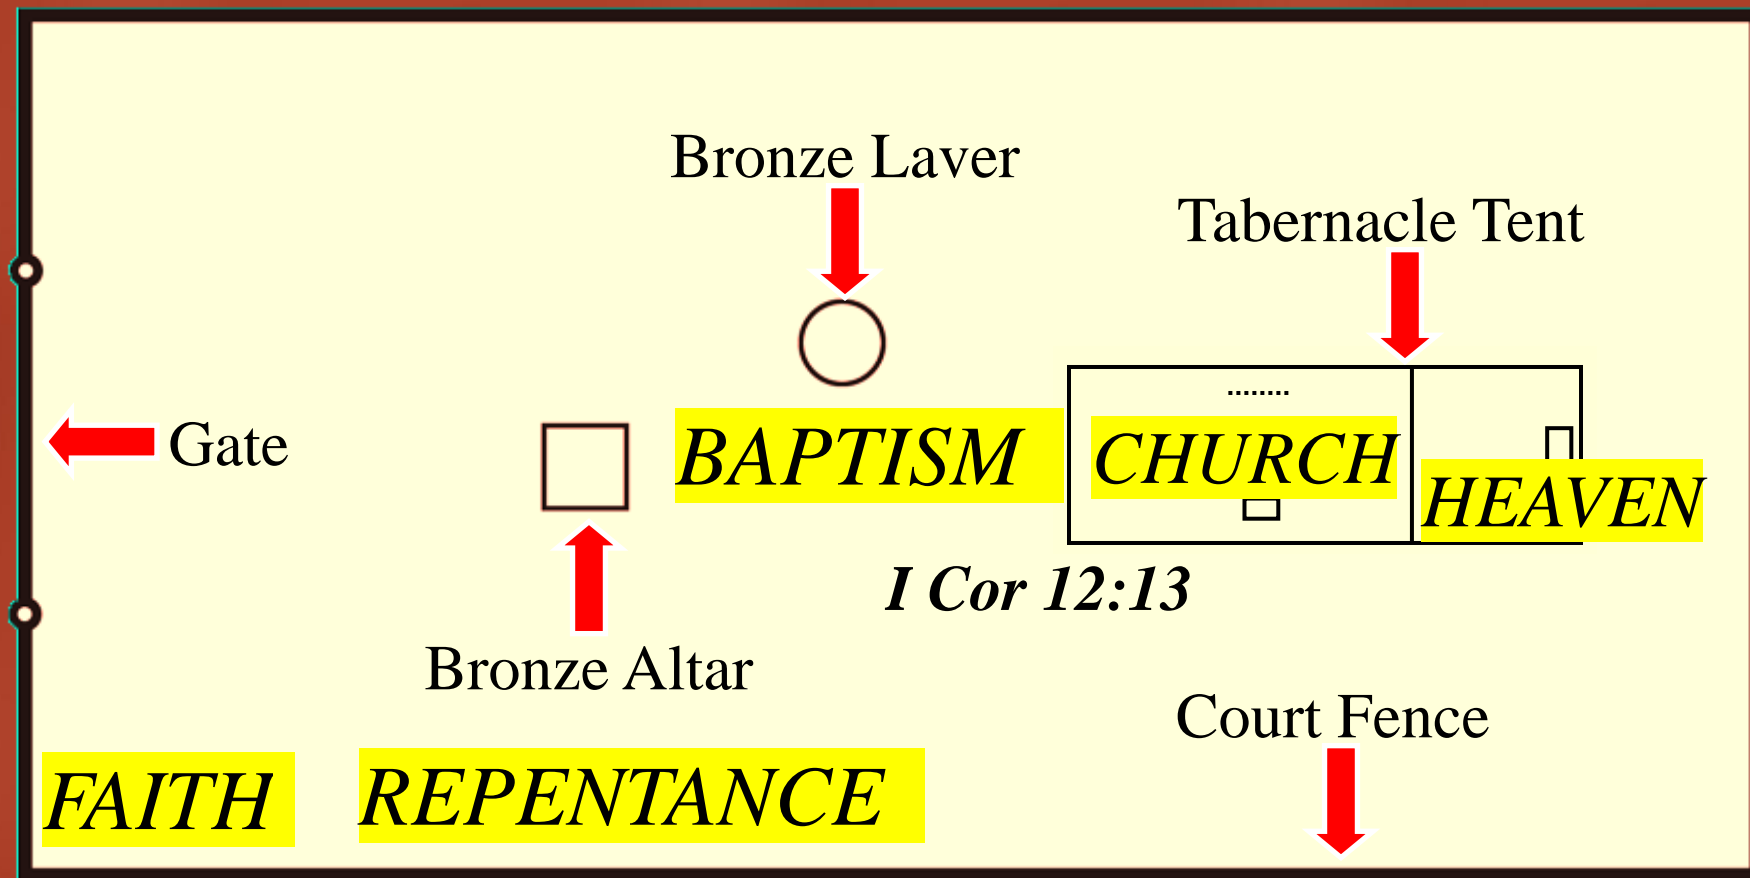 Bronze Laver
Tabernacle Tent
Gate
BAPTISM
CHURCH
HEAVEN
I Cor 12:13
Bronze Altar
Court Fence
FAITH
REPENTANCE